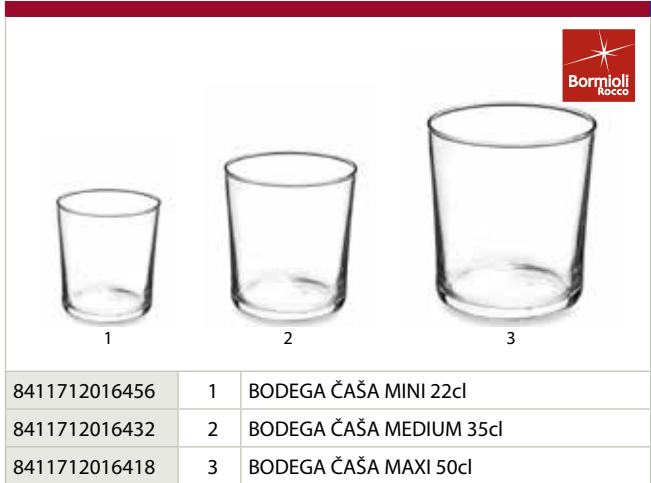 Bormioli
Rocco
1
2
3
8411712016456 1 BODEGA ČAŠA MINI 22cl
8411712016432 2 BODEGA ČAŠA MEDIUM 35cl
8411712016418 3 BODEGA ČAŠA MAXI 50cl